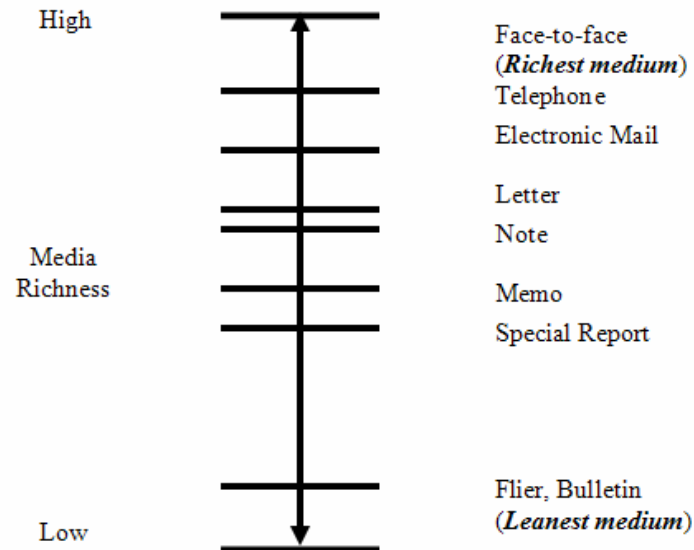 High
Face-to-face
(Richest medium)
Telephone
Electronic Mail
Letter
Note
Media
Richness
Memo
Special Report
Flier, Bulletin
(Leanest medium)
Low